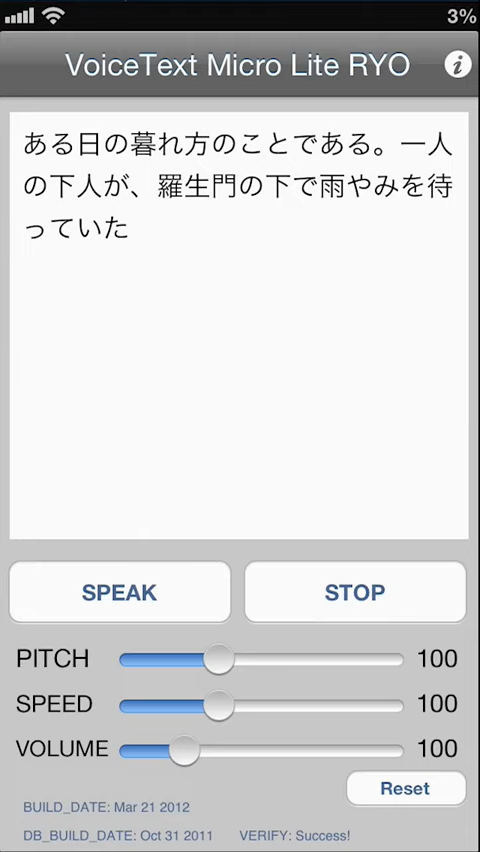 3%
VoiceText Micro Lite RYO
ある日の暮れ方のことである。一人
の下人が、羅生門の下で雨やみを待
っていた
SPEAK STOP
PITCH 100
SPEED 100
VOLUME 100
Reset
BUILD_DATE: Mar 21 2012
DB_BUILD_DATE: Oct 31 2011 VERIFY: Success!